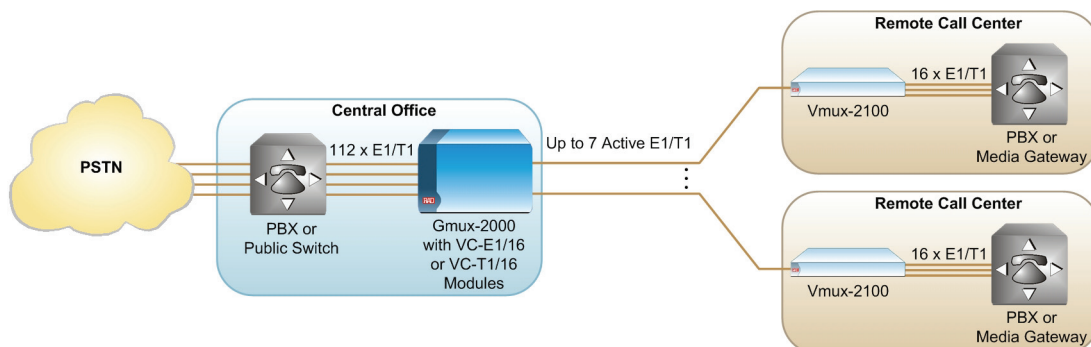 PSTN
Central Office
112 x E1/T1
PBX or
Public Switch
RAD
Gmux-2000
with VC-E1/16
or VC-T1/16
Modules
Up to 7 Active E1/T1
Remote Call Center
16 x E1/T1
Vmux-2100
PBX or
Media Gateway
Remote Call Center
16 x E1/T1
Vmux-2100
PBX or
Media Gateway